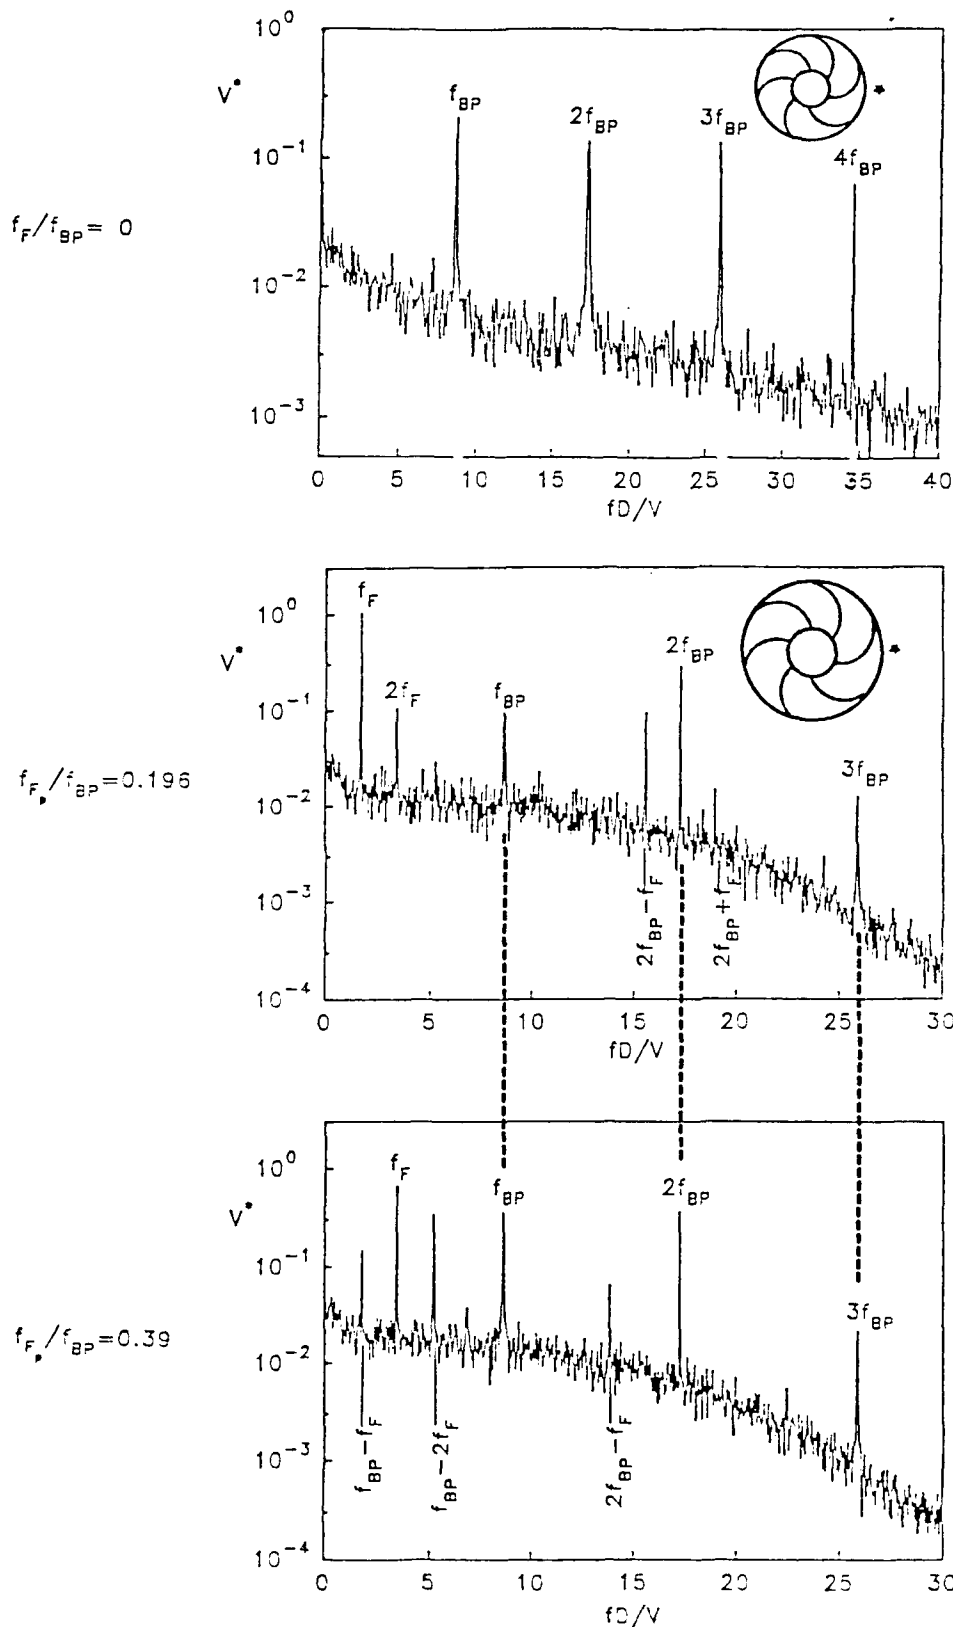 f_F/f_BP = 0
V*
10⁰
10⁻¹
10⁻²
10⁻³
f_BP
2f_BP
3f_BP
4f_BP
0 5 10 15 20 25 30 35 40
fD/V
f_Fp/f_BP=0.196
V*
10⁰
10⁻¹
10⁻²
10⁻³
10⁻⁴
f_F
2f_F
f_BP
2f_BP
3f_BP
2f_BP-f_F
2f_BP+f_F
0 5 10 15 20 25 30
fD/V
f_Fp/f_BP=0.39
V*
10⁰
10⁻¹
10⁻²
10⁻³
10⁻⁴
f_F
f_BP
2f_BP
3f_BP
f_BP-f_F
f_BP-2f_F
2f_BP-f_F
0 5 10 15 20 25 30
fD/V